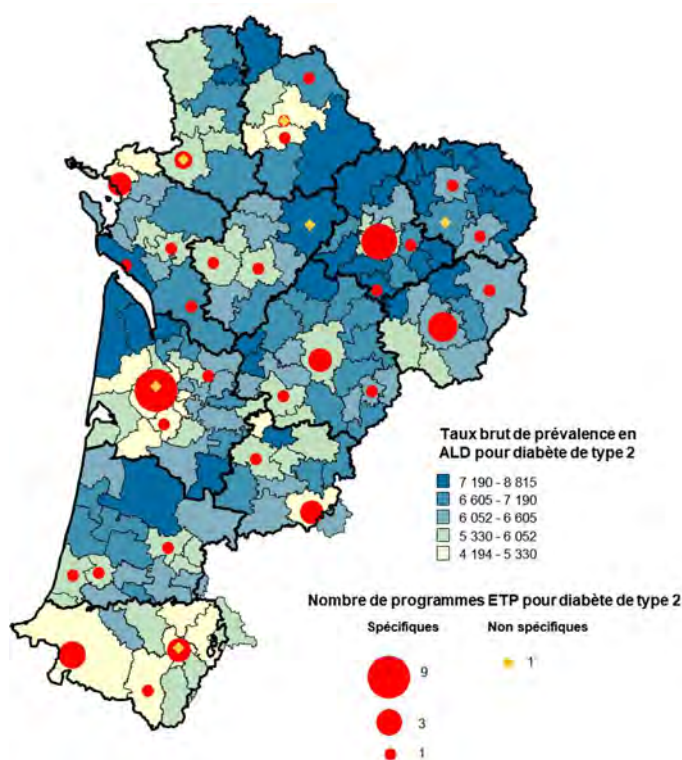 Taux brut de prévalence en
ALD pour diabète de type 2
7 190 - 8 815
6 605 - 7 190
6 052 - 6 605
5 330 - 6 052
4 194 - 5 330
Nombre de programmes ETP pour diabète de type 2
Spécifiques Non spécifiques
9 1
3
1